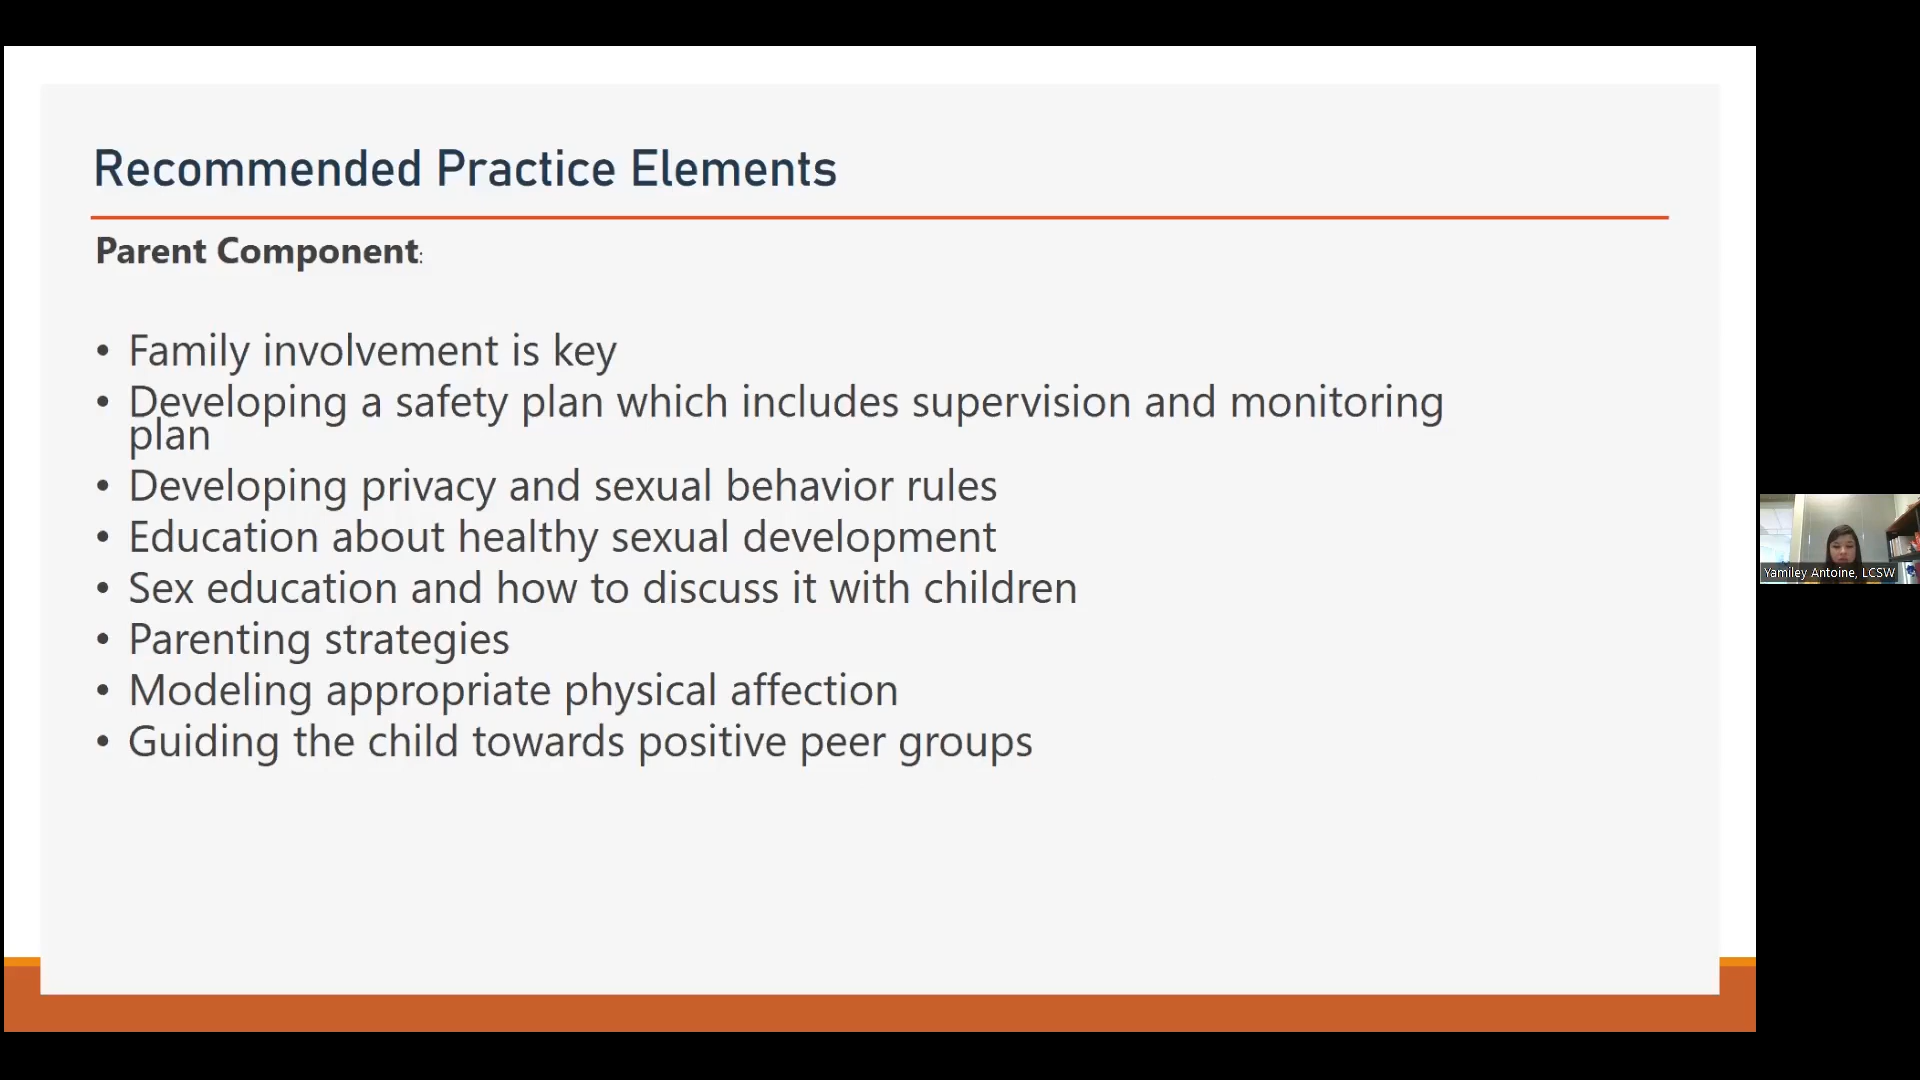 Recommended Practice Elements
Parent Component:
• Family involvement is key
• Developing a safety plan which includes supervision and monitoring
plan
• Developing privacy and sexual behavior rules
• Education about healthy sexual development
• Sex education and how to discuss it with children
• Parenting strategies
• Modeling appropriate physical affection
• Guiding the child towards positive peer groups
Yamiley Antoine, LCSW